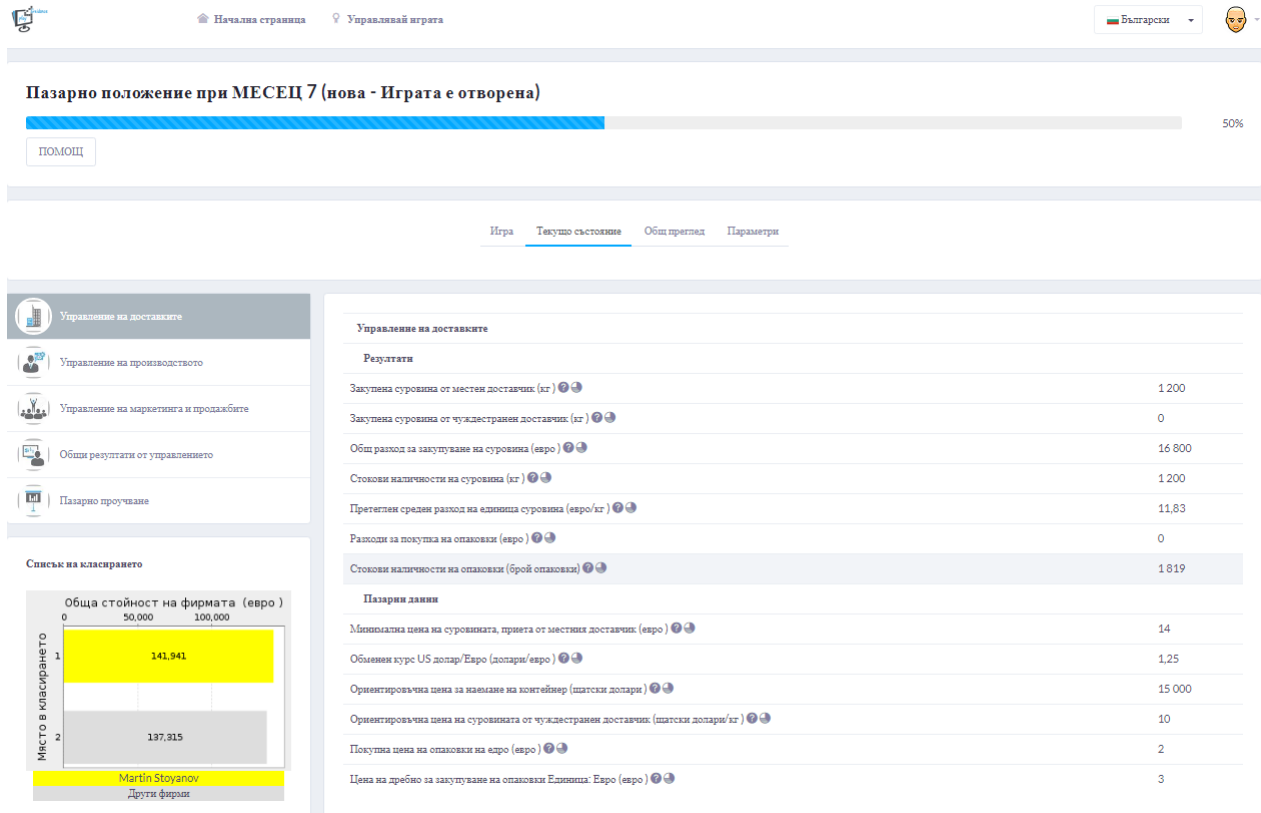 Начална страница
Управлявай играта
Български
Пазарно положение при МЕСЕЦ 7 (нова - Играта е отворена)
50%
ПОМОЩ
Игра Текущо състояние Общ преглед Параметри
Управление на доставките
Управление на производството
Управление на маркетинга и продажбите
Общи резултати от управлението
Пазарно проучване
Списък на класирането
Обща стойност на фирмата (евро )
0 50,000 100,000
Място в класирането
1 141,941
2 137,315
Martin Stoyanov
Други фирми
Управление на доставките
Резултати
Закупена суровина от местен доставчик (кг ) 1 200
Закупена суровина от чуждестранен доставчик (кг ) 0
Общ разход за закупуване на суровина (евро ) 16 800
Стокови наличности на суровина (кг ) 1 200
Претеглен среден разход на единица суровина (евро/кг ) 11,83
Разходи за покупка на опаковки (евро ) 0
Стокови наличности на опаковки (брой опаковки) 1 819
Пазарни данни
Минимална цена на суровината, приета от местния доставчик (евро ) 14
Обменен курс US долар/Евро (долари/евро ) 1,25
Ориентировъчна цена за наемане на контейнер (щатски долари ) 15 000
Ориентировъчна цена на суровината от чуждестранен доставчик (щатски долари/кг ) 10
Покупна цена на опаковки на едро (евро ) 2
Цена на дребно за закупуване на опаковки Единица: Евро (евро ) 3